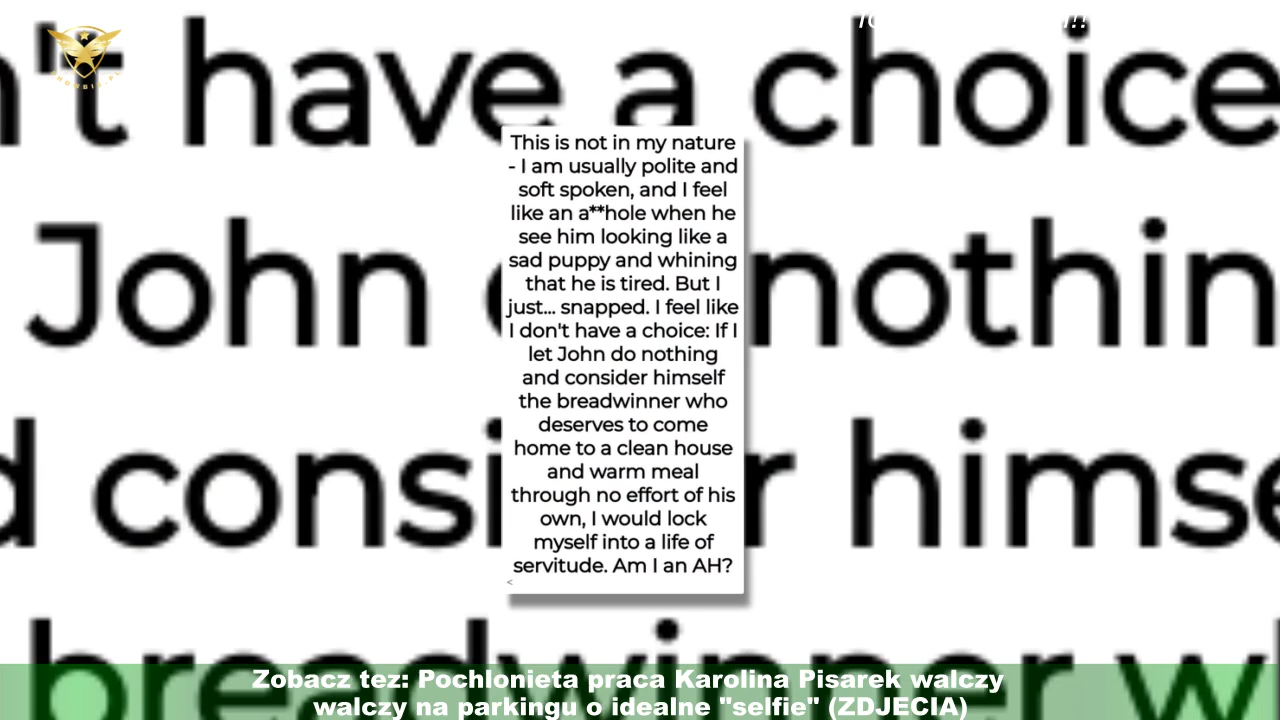 n't have a choice
John
nothin
d consi
r himse
breadwinner w
This is not in my nature
- I am usually polite and
soft spoken, and I feel
like an a**hole when he
see him looking like a
sad puppy and whining
that he is tired. But I
just... snapped. I feel like
I don't have a choice: If I
let John do nothing
and consider himself
the breadwinner who
deserves to come
home to a clean house
and warm meal
through no effort of his
own, I would lock
myself into a life of
servitude. Am I an AH?
<
Zobacz tez: Pochlonieta praca Karolina Pisarek walczy
walczy na parkingu o idealne "selfie" (ZDJECIA)